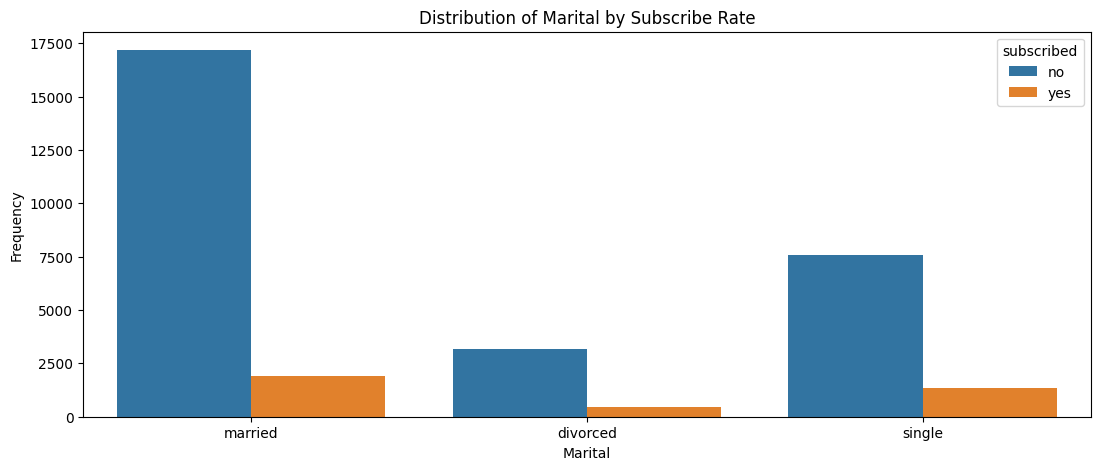 Distribution of Marital by Subscribe Rate
17500
15000
12500
10000
7500
5000
2500
0
Frequency
subscribed
no
yes
married
divorced
single
Marital